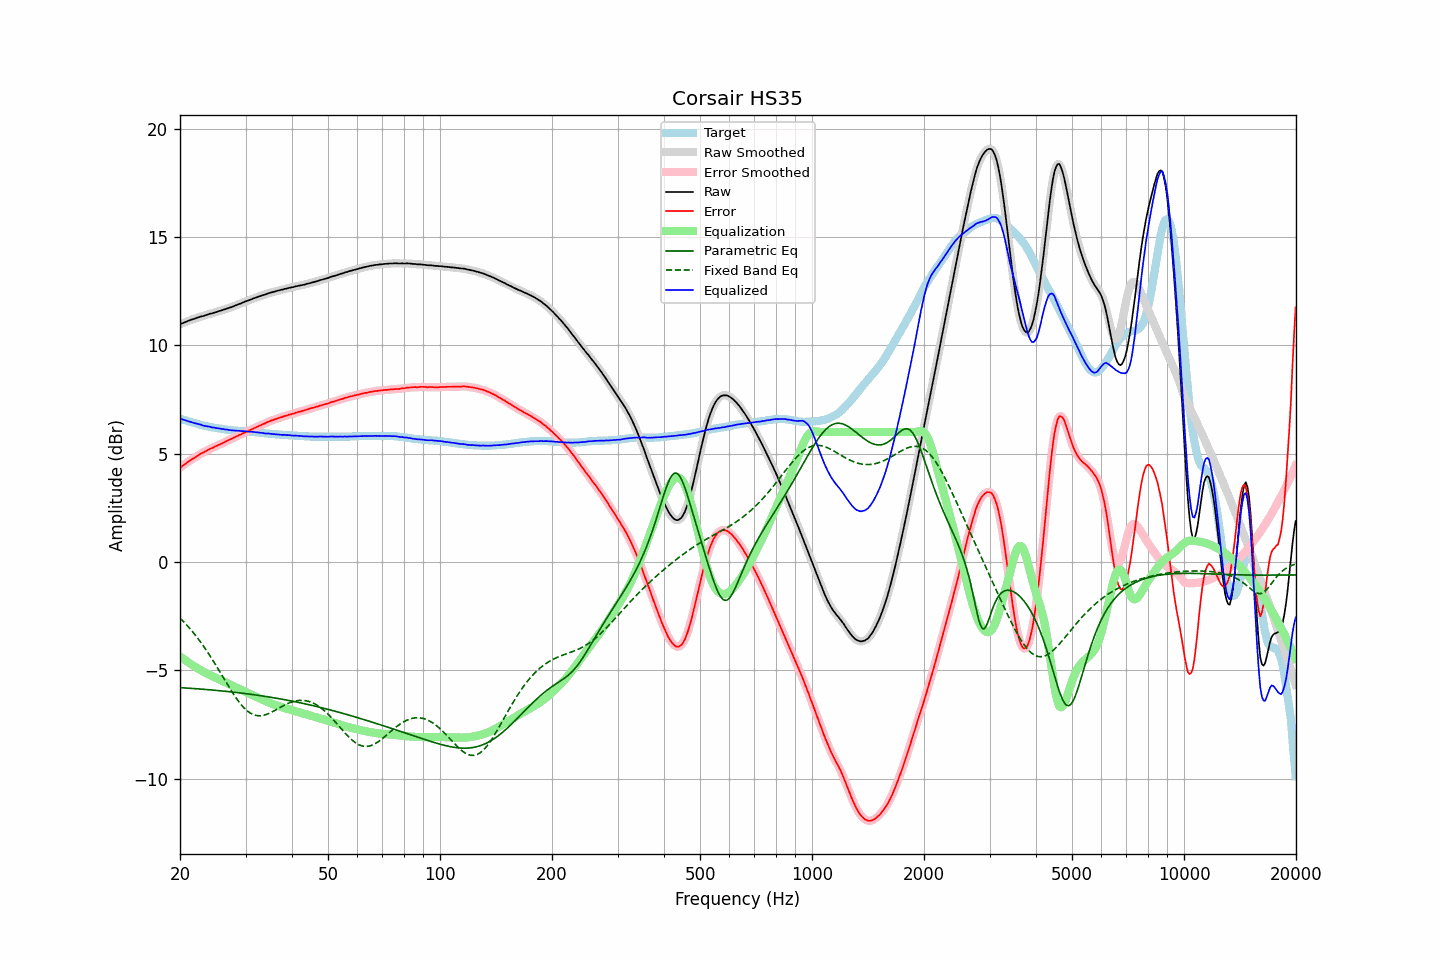 Corsair HS35
Target
Raw Smoothed
Error Smoothed
Raw
Error
Equalization
Parametric Eq
Fixed Band Eq
Equalized
Amplitude (dBr)
20
15
10
5
0
−5
−10
20 50 100 200 500 1000 2000 5000 10000 20000
Frequency (Hz)